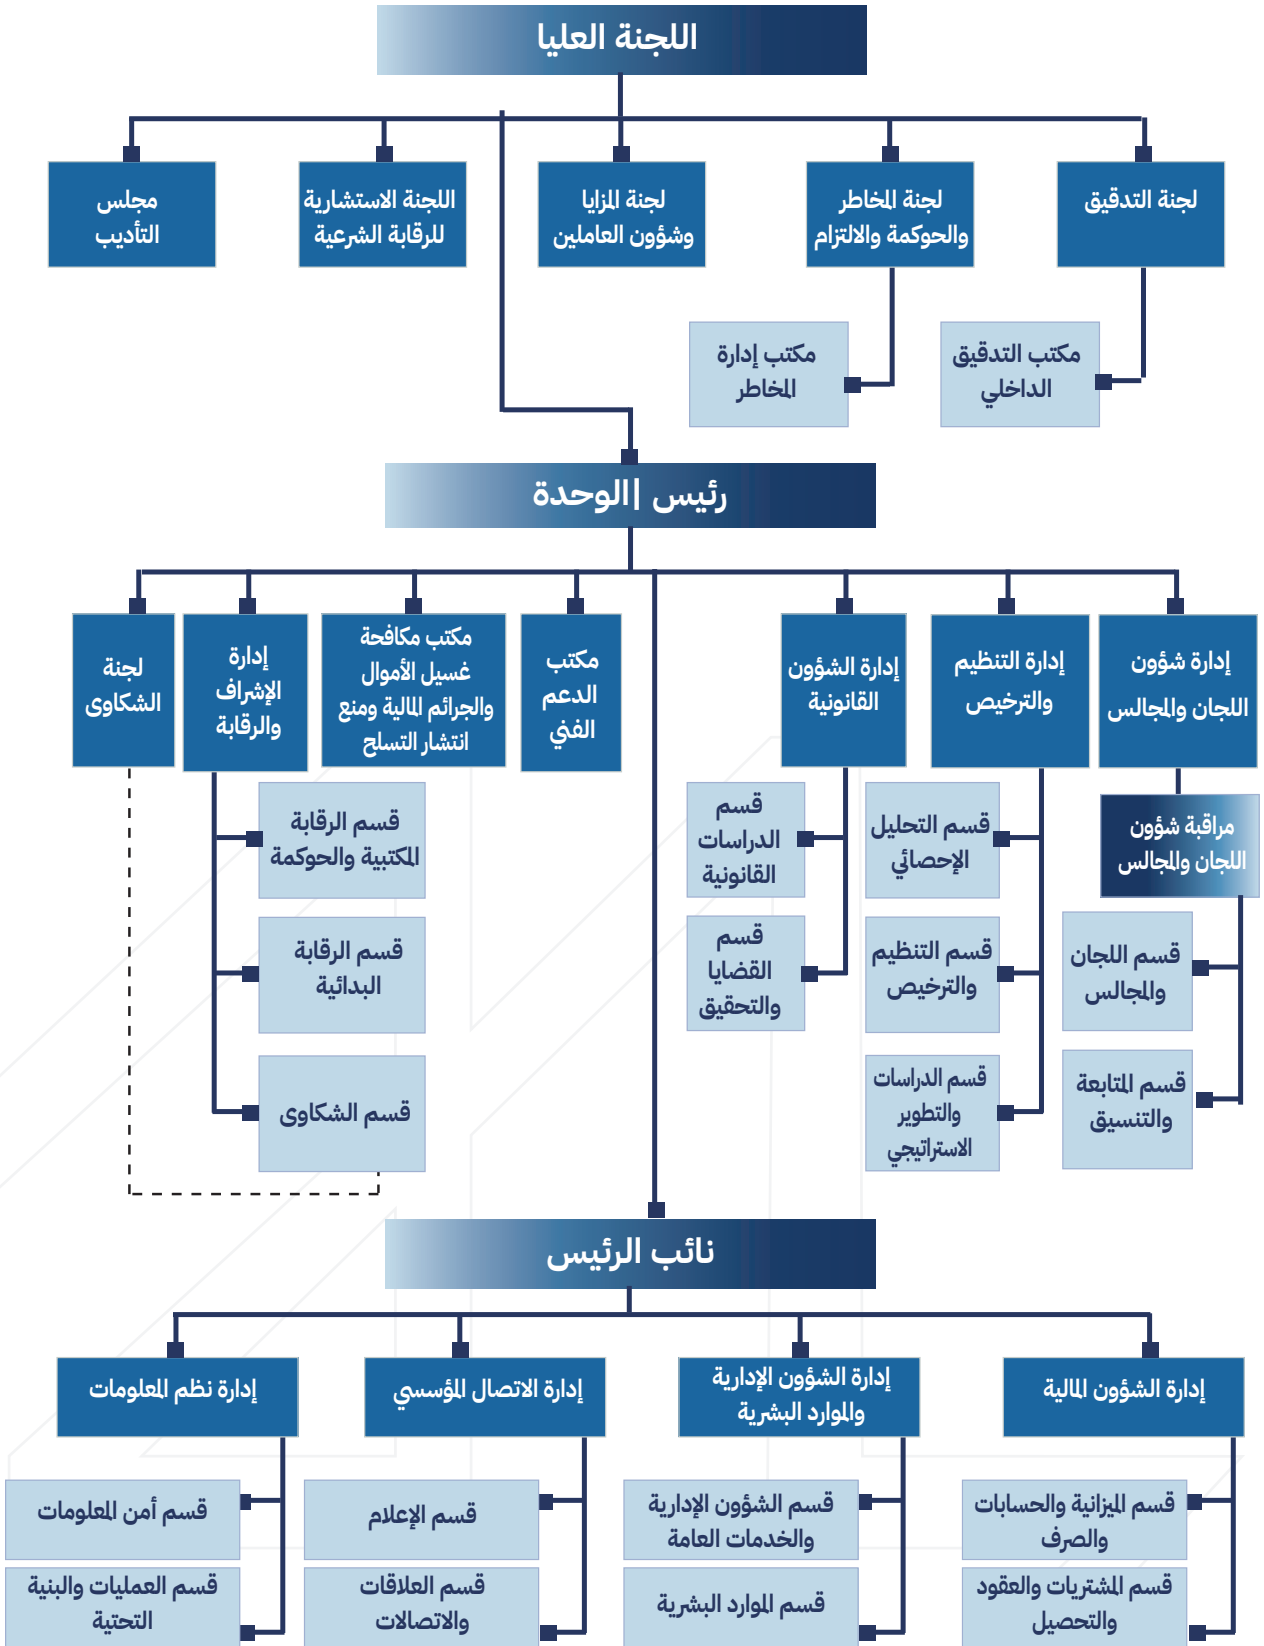 اللجنة العليا
لجنة التدقيق
لجنة المخاطر
والحوكمة والالتزام
لجنة المزايا
وشؤون العاملين
اللجنة الاستشارية
للرقابة الشرعية
مجلس
التأديب
مكتب التدقيق
الداخلي
مكتب إدارة
المخاطر
رئيس |الوحدة
إدارة شؤون
اللجان والمجالس
إدارة التنظيم
والترخيص
إدارة الشؤون
القانونية
مكتب
الدعم
الفني
مكتب مكافحة
غسيل الأموال
والجرائم المالية ومنع
انتشار التسلح
إدارة
الإشراف
والرقابة
لجنة
الشكاوى
مراقبة شؤون
اللجان والمجالس
قسم اللجان
والمجالس
قسم المتابعة
والتنسيق
قسم التحليل
الإحصائي
قسم التنظيم
والترخيص
قسم الدراسات
والتطوير
الاستراتيجي
قسم
الدراسات
القانونية
قسم
القضايا
والتحقيق
قسم الرقابة
المكتبية والحوكمة
قسم الرقابة
البدائية
قسم الشكاوى
نائب الرئيس
إدارة الشؤون المالية
إدارة الشؤون الإدارية
والموارد البشرية
إدارة الاتصال المؤسسي
إدارة نظم المعلومات
قسم الميزانية والحسابات
والصرف
قسم المشتريات والعقود
والتحصيل
قسم الشؤون الإدارية
والخدمات العامة
قسم الموارد البشرية
قسم الإعلام
قسم العلاقات
والاتصالات
قسم أمن المعلومات
قسم العمليات والبنية
التحتية